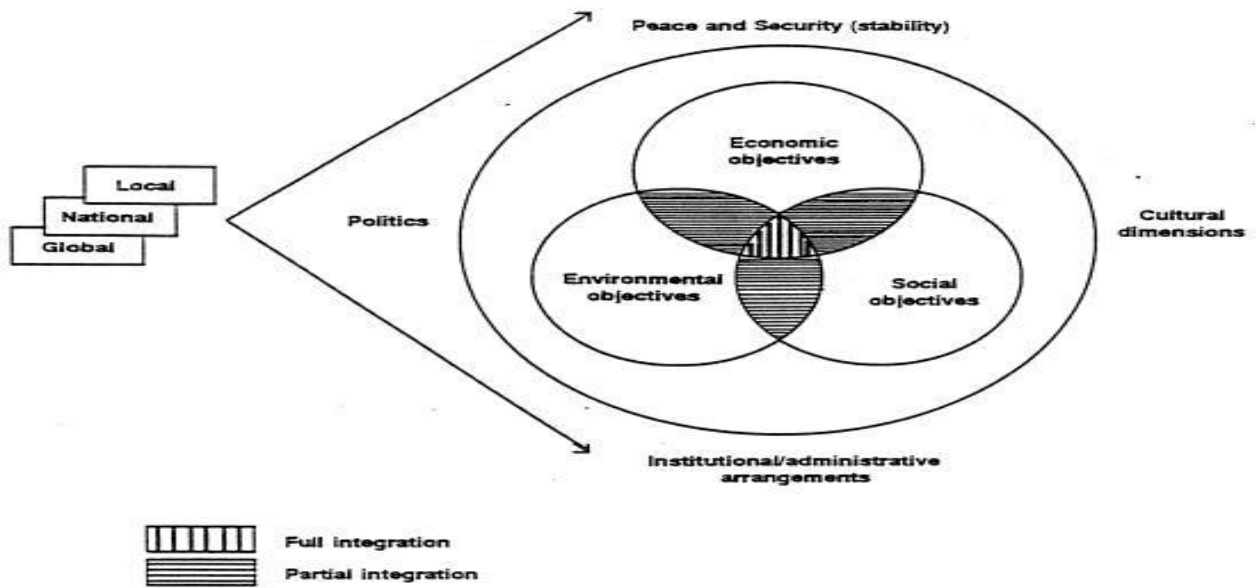 Peace and Security (stability)
Economic
objectives
Local
National
Global
Politics
Cultural
dimensions
Environmental
objectives
Social
objectives
Institutional/administrative
arrangements
Full integration
Partial integration